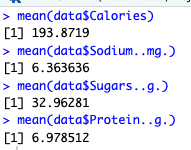 > mean(data$Calories)
[1] 193.8719
> mean(data$Sodium..mg.)
[1] 6.363636
> mean(data$Sugars..g.)
[1] 32.96281
> mean(data$Protein..g.)
[1] 6.978512